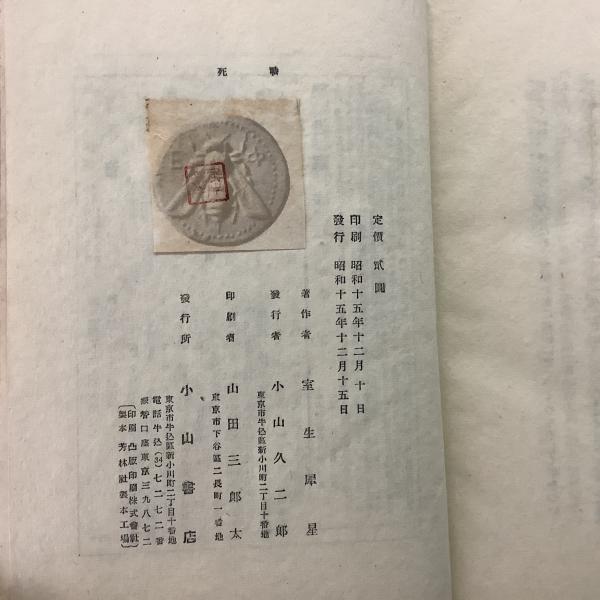 戰死
定價 貳圓
印刷 昭和十五年十二月十日
發行 昭和十五年十二月十五日
著作者 室生犀星
發行者 小山久二郎
東京市牛込區新小川町二丁目十番地
印刷者 山田三郎太
東京市下谷區二長町一番地
發行所 小山書店
東京市牛込區新小川町二丁目十番地
電話牛込(34)七二七二番
振替口座東京三九八七二
〔印刷 凸版印刷株式會社〕
〔製本 芳林社製本工場〕